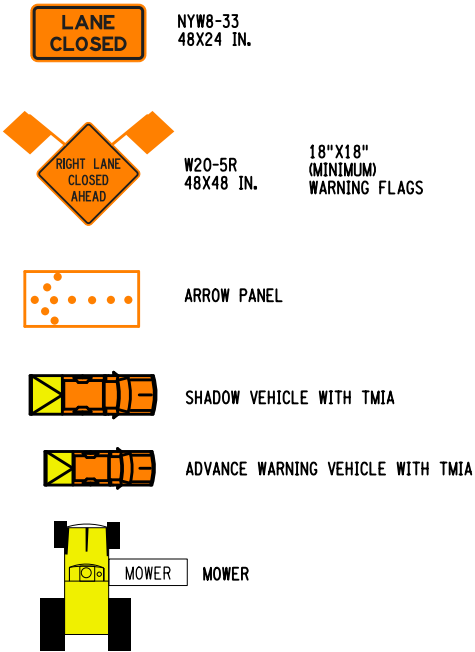 LANE
CLOSED
NYW8-33
48X24 IN.
RIGHT LANE
CLOSED
AHEAD
W20-5R
48X48 IN.
18"X18"
(MINIMUM)
WARNING FLAGS
ARROW PANEL
SHADOW VEHICLE WITH TMIA
ADVANCE WARNING VEHICLE WITH TMIA
MOWER
MOWER